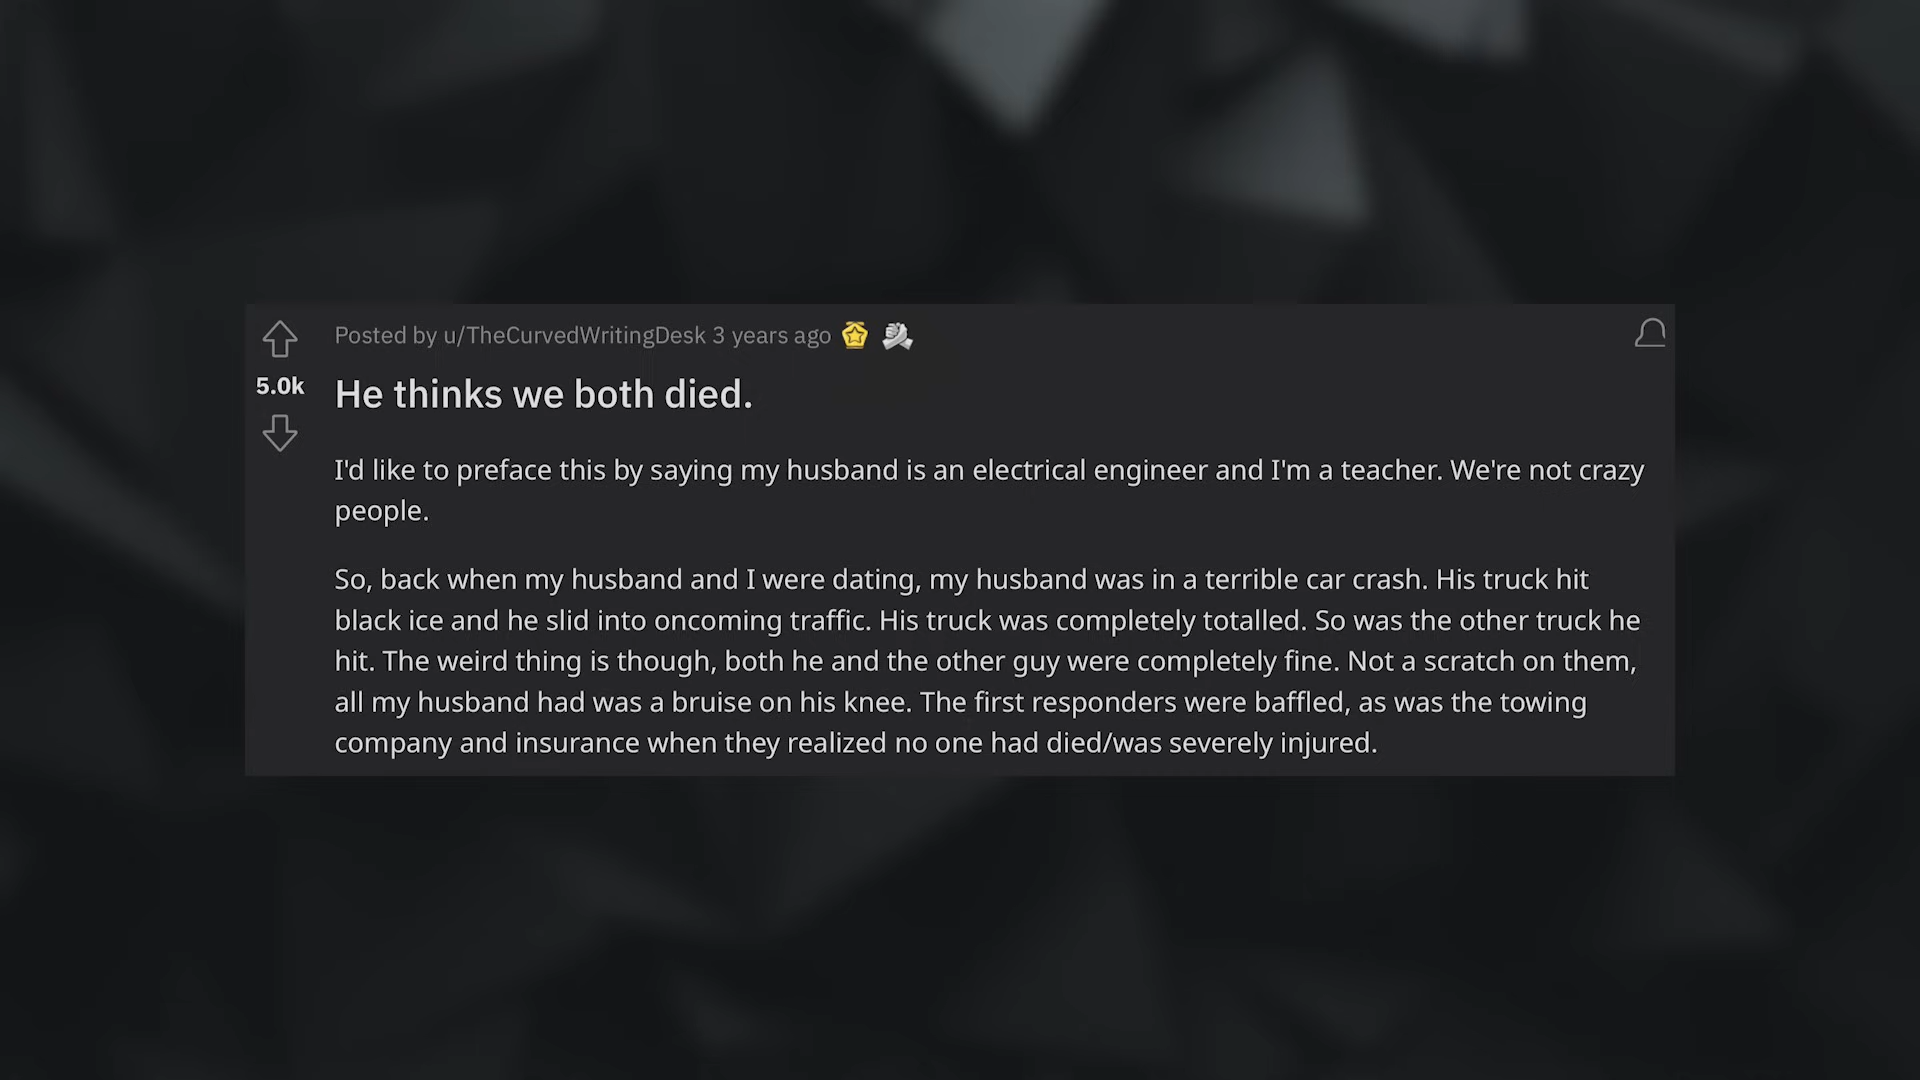 Posted by u/TheCurvedWritingDesk 3 years ago
5.0k
He thinks we both died.
I'd like to preface this by saying my husband is an electrical engineer and I'm a teacher. We're not crazy
people.
So, back when my husband and I were dating, my husband was in a terrible car crash. His truck hit
black ice and he slid into oncoming traffic. His truck was completely totalled. So was the other truck he
hit. The weird thing is though, both he and the other guy were completely fine. Not a scratch on them,
all my husband had was a bruise on his knee. The first responders were baffled, as was the towing
company and insurance when they realized no one had died/was severely injured.